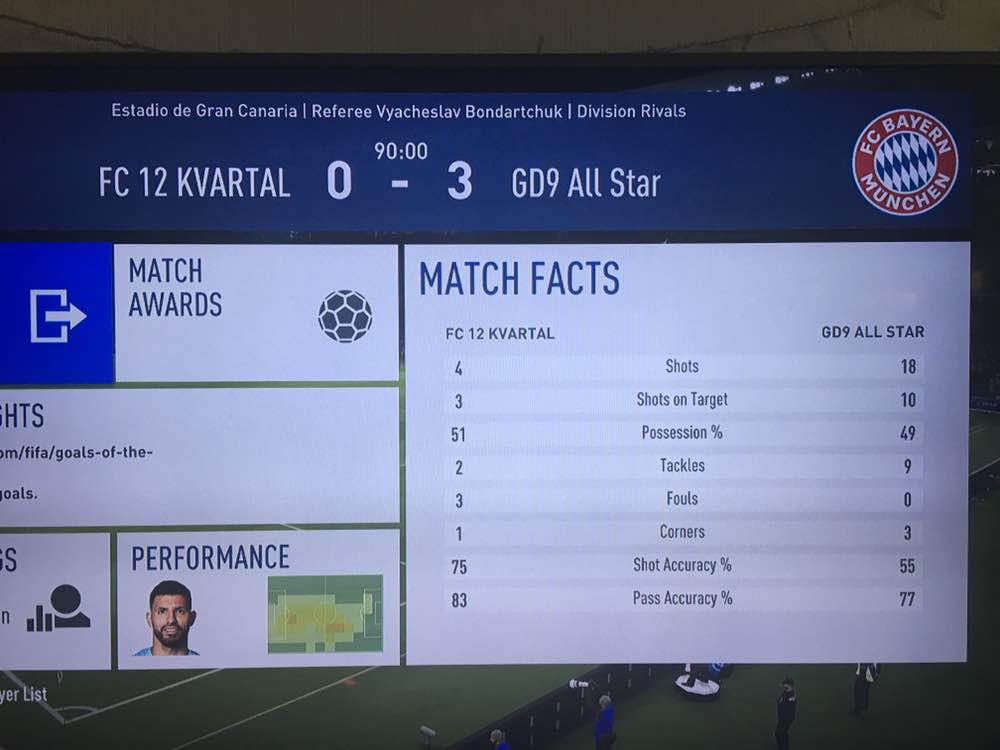 Estadio de Gran Canaria | Referee Vyacheslav Bondartchuk | Division Rivals
90:00
FC 12 KVARTAL 0 - 3 GD9 All Star
FC BAYERN
MÜNCHEN
MATCH
AWARDS
GHTS
om/fifa/goals-of-the-
goals.
GS
n
PERFORMANCE
yer List
MATCH FACTS
FC 12 KVARTAL GD9 ALL STAR
4 Shots 18
3 Shots on Target 10
51 Possession % 49
2 Tackles 9
3 Fouls 0
1 Corners 3
75 Shot Accuracy % 55
83 Pass Accuracy % 77